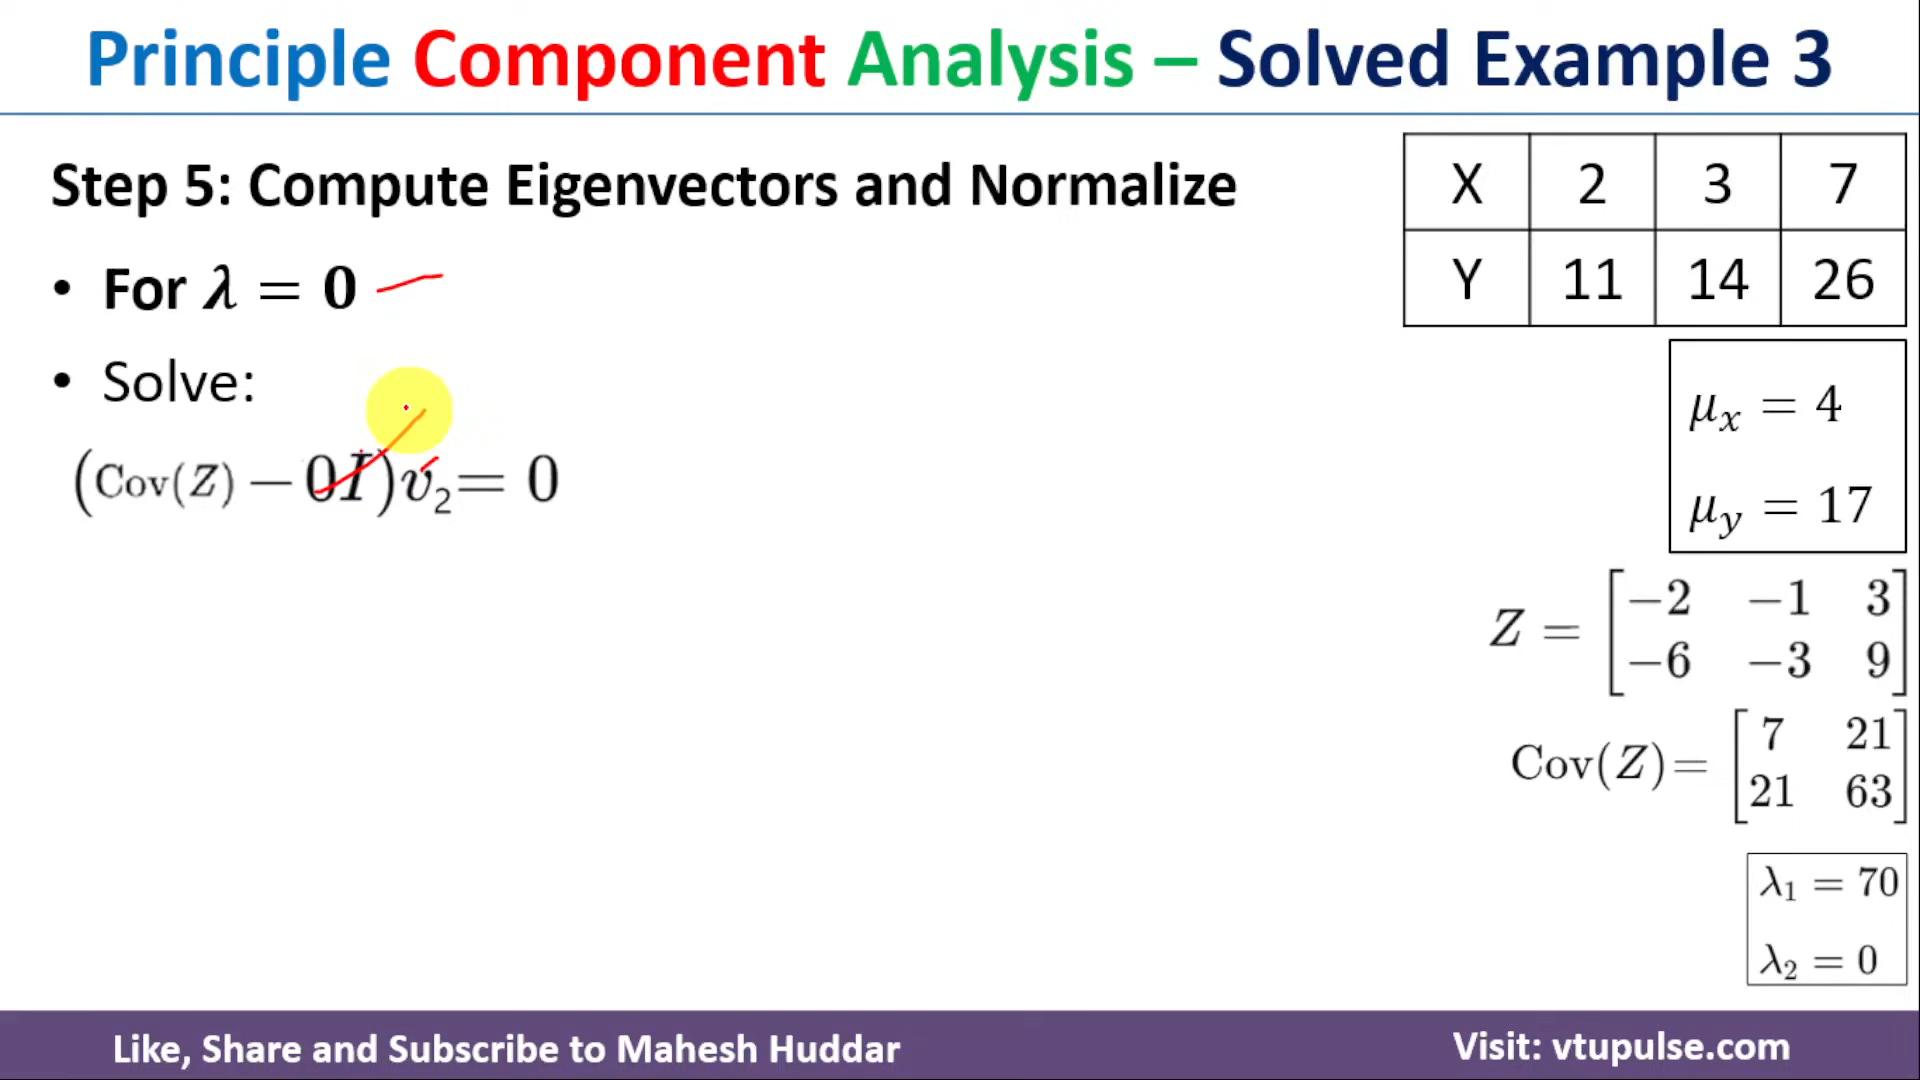 Principle Component Analysis – Solved Example 3
Step 5: Compute Eigenvectors and Normalize
• For λ = 0
• Solve:
(Cov(Z) − 0I)v₂= 0
X 2 3 7
Y 11 14 26
μₓ = 4
μ_y = 17
Z = [−2 −1 3
−6 −3 9]
Cov(Z)= [7 21
21 63]
λ₁ = 70
λ₂ = 0
Like, Share and Subscribe to Mahesh Huddar
Visit: vtupulse.com